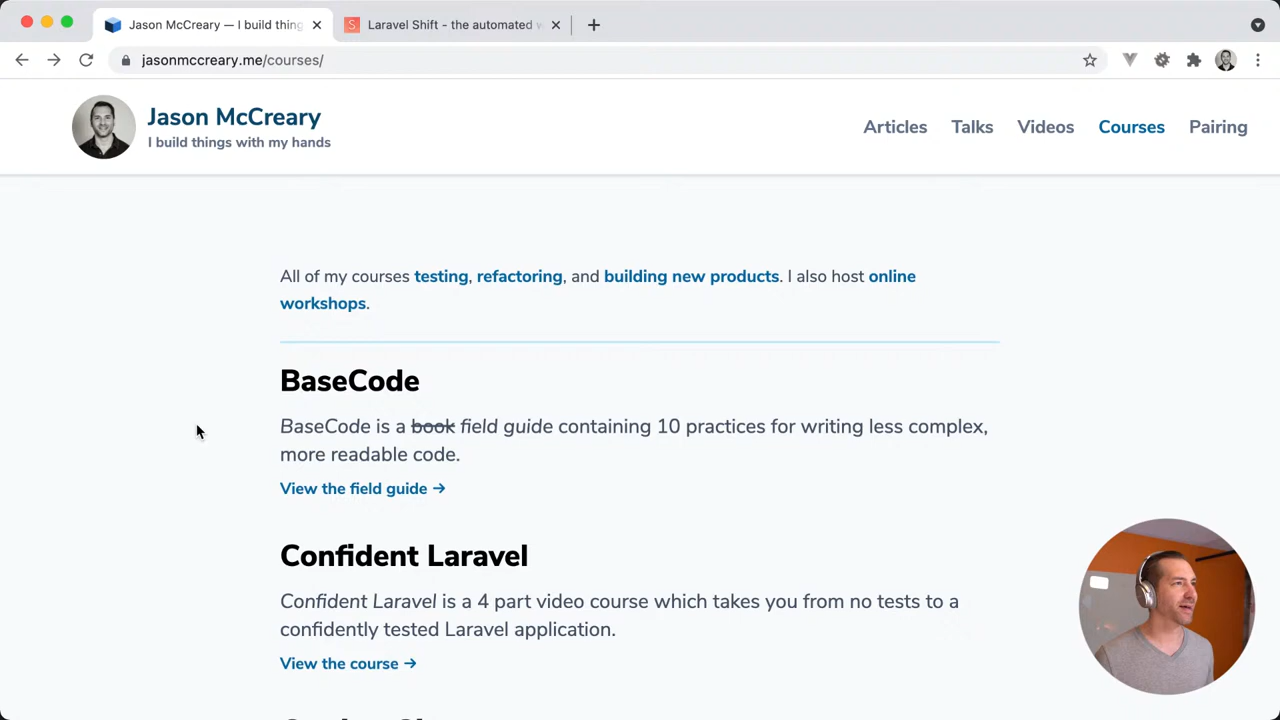 Jason McCreary — I build thing
Laravel Shift - the automated w
jasonmccreary.me/courses/
Jason McCreary
I build things with my hands
Articles Talks Videos Courses Pairing
All of my courses testing, refactoring, and building new products. I also host online
workshops.
BaseCode
BaseCode is a book field guide containing 10 practices for writing less complex,
more readable code.
View the field guide →
Confident Laravel
Confident Laravel is a 4 part video course which takes you from no tests to a
confidently tested Laravel application.
View the course →